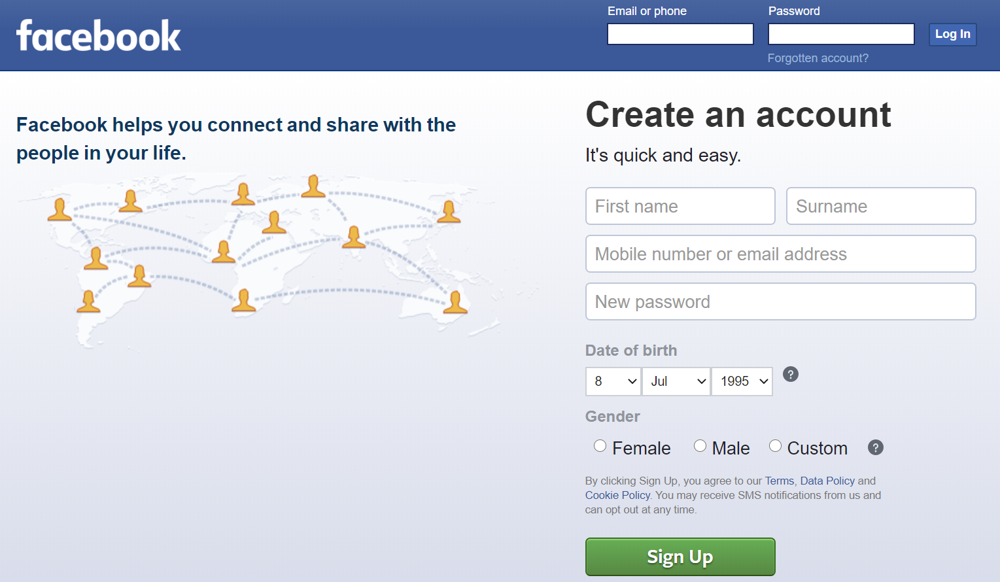 facebook
Email or phone
Password
Log In
Forgotten account?
Facebook helps you connect and share with the
people in your life.
Create an account
It's quick and easy.
First name
Surname
Mobile number or email address
New password
Date of birth
8
Jul
1995
?
Gender
Female
Male
Custom
?
By clicking Sign Up, you agree to our Terms, Data Policy and
Cookie Policy. You may receive SMS notifications from us and
can opt out at any time.
Sign Up